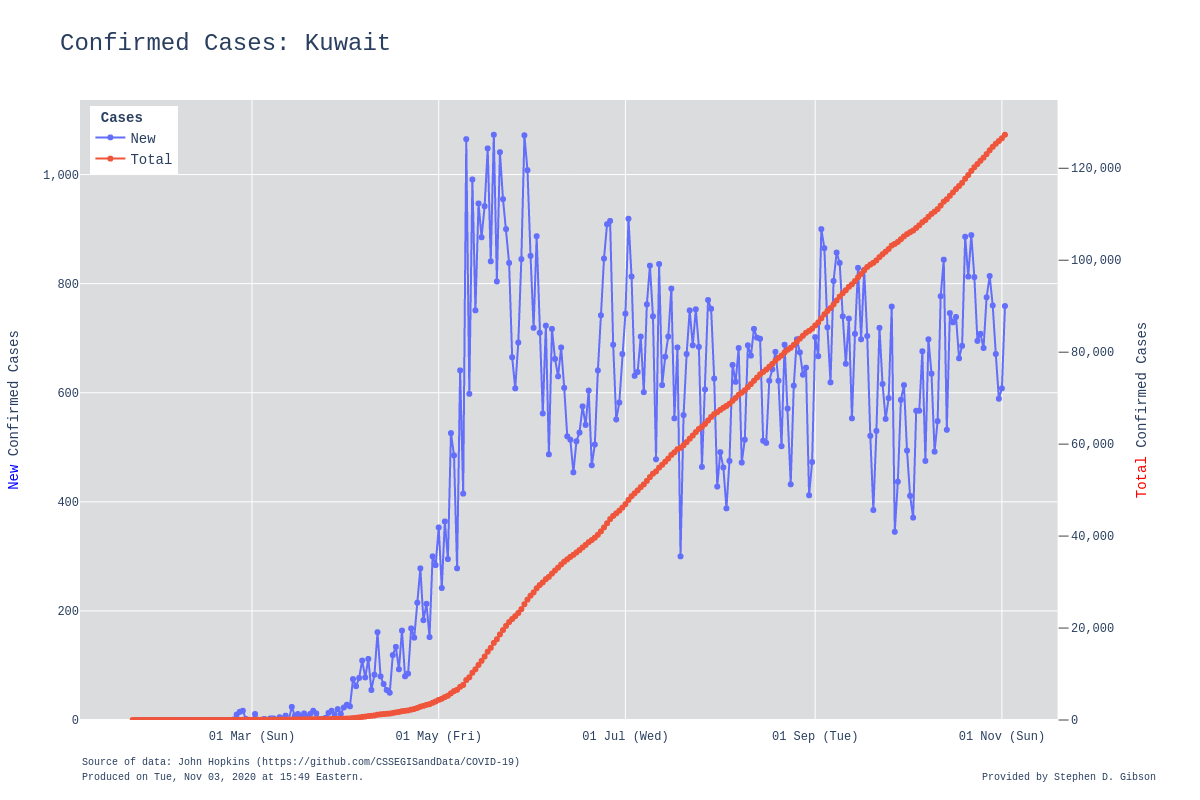 Confirmed Cases: Kuwait
Cases
New
Total
1,000
800
600
400
200
0
120,000
100,000
80,000
60,000
40,000
20,000
0
New Confirmed Cases
Total Confirmed Cases
01 Mar (Sun)
01 May (Fri)
01 Jul (Wed)
01 Sep (Tue)
01 Nov (Sun)
Source of data: John Hopkins (https://github.com/CSSEGISandData/COVID-19)
Produced on Tue, Nov 03, 2020 at 15:49 Eastern.
Provided by Stephen D. Gibson